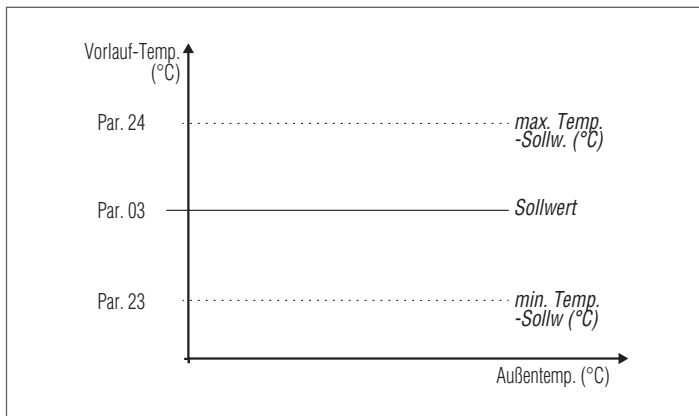 Vorlauf-Temp.
(°C)
Par. 24
max. Temp.
-Sollw. (°C)
Par. 03
Sollwert
Par. 23
min. Temp.
-Sollw (°C)
Außentemp. (°C)